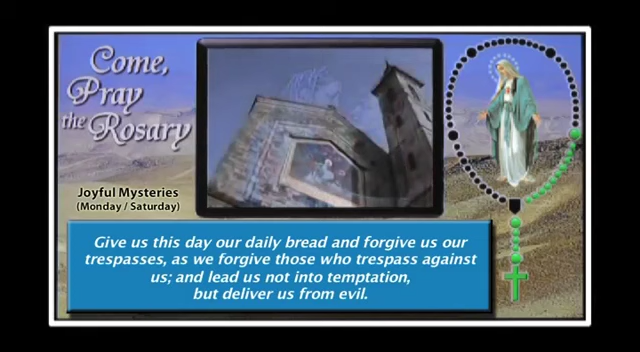 Come,
Pray
the Rosary
Joyful Mysteries
(Monday / Saturday)
Give us this day our daily bread and forgive us our
trespasses, as we forgive those who trespass against
us; and lead us not into temptation,
but deliver us from evil.